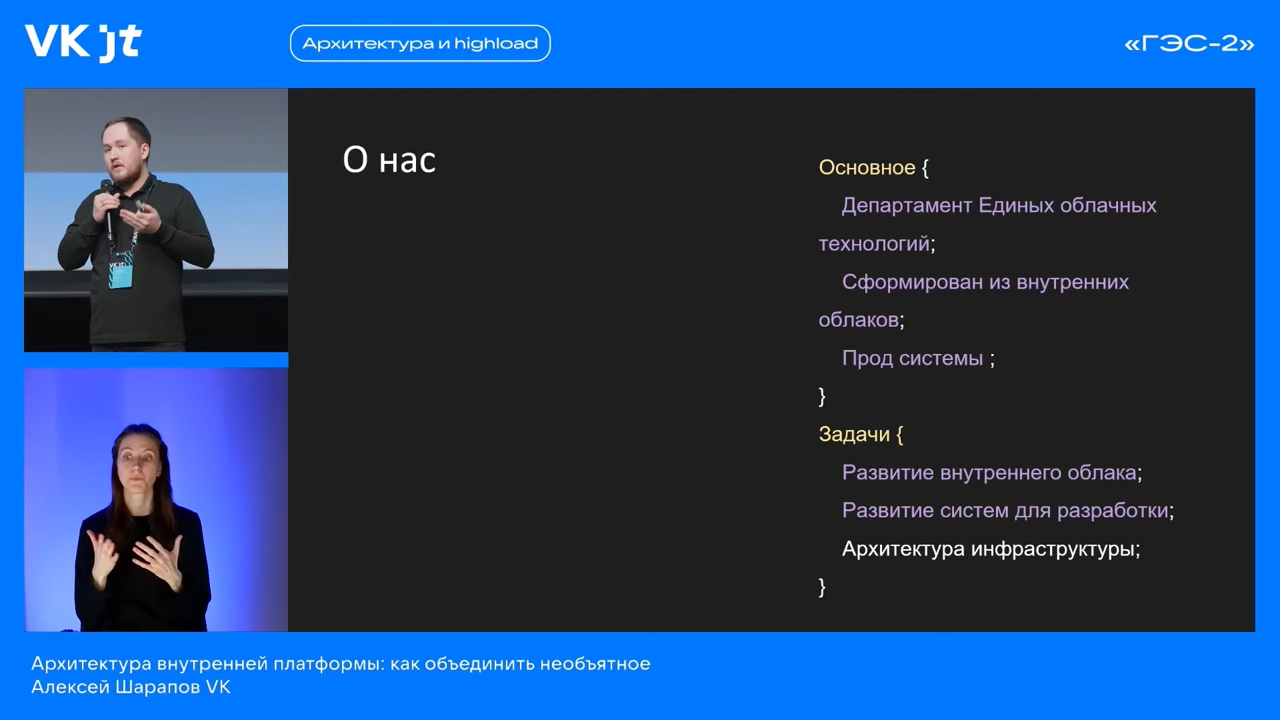 VK jt
Архитектура и highload
«ГЭС-2»
О нас
Основное {
Департамент Единых облачных
технологий;
Сформирован из внутренних
облаков;
Прод системы ;
}
Задачи {
Развитие внутреннего облака;
Развитие систем для разработки;
Архитектура инфраструктуры;
}
Архитектура внутренней платформы: как объединить необъятное
Алексей Шарапов VK